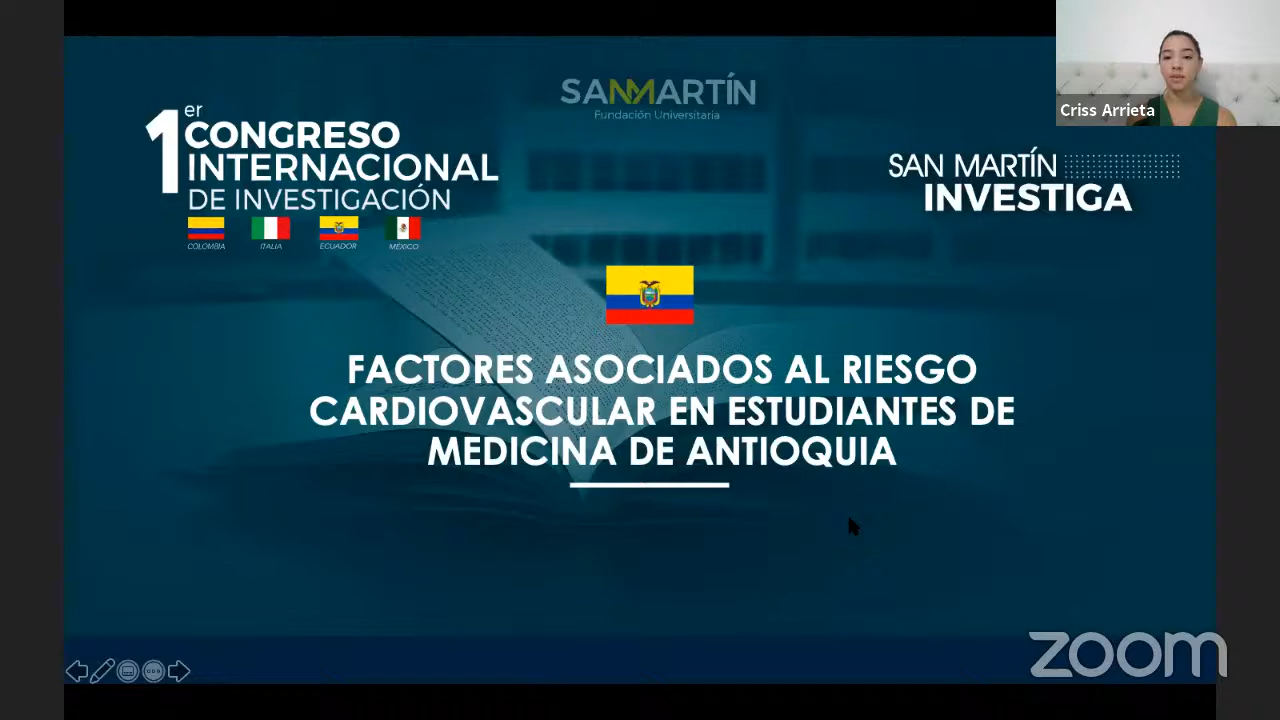 1er
CONGRESO
INTERNACIONAL
DE INVESTIGACIÓN
COLOMBIA
ITALIA
ECUADOR
MÉXICO
SANMARTÍN
Fundación Universitaria
Criss Arrieta
SAN MARTÍN
INVESTIGA
FACTORES ASOCIADOS AL RIESGO
CARDIOVASCULAR EN ESTUDIANTES DE
MEDICINA DE ANTIOQUIA
zoom